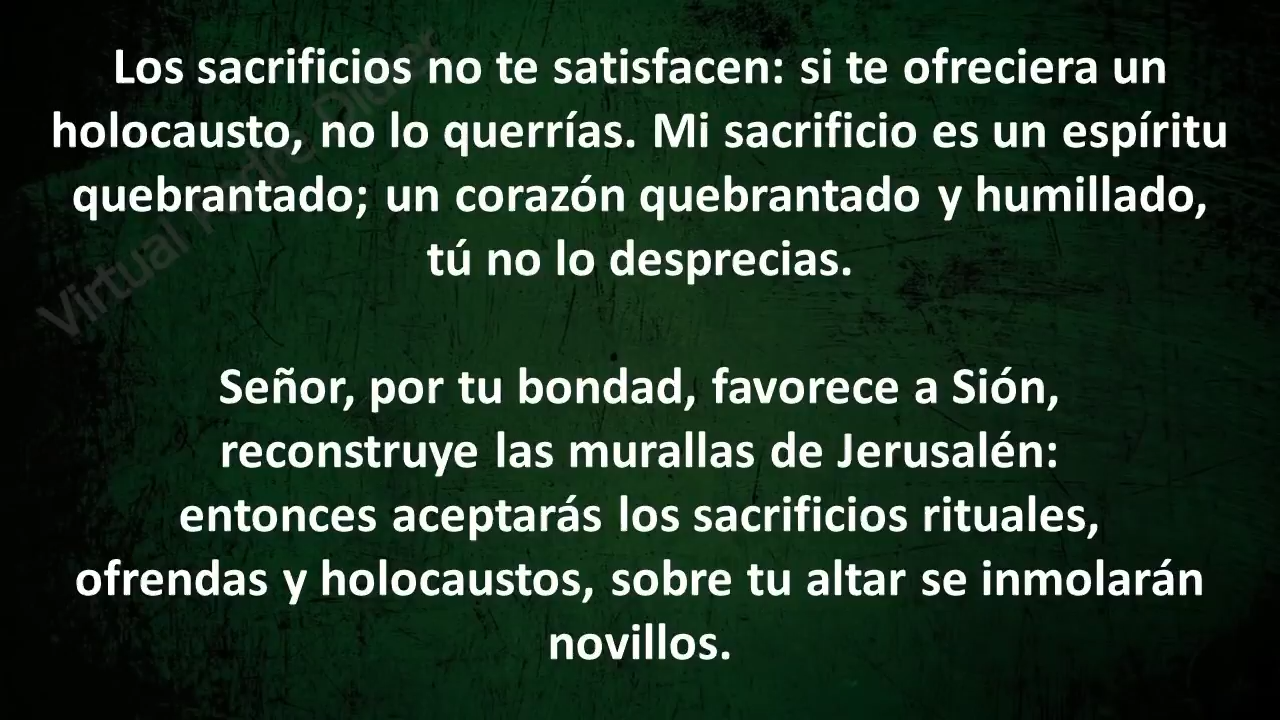 Los sacrificios no te satisfacen: si te ofreciera un
holocausto, no lo querrías. Mi sacrificio es un espíritu
quebrantado; un corazón quebrantado y humillado,
tú no lo desprecias.
Señor, por tu bondad, favorece a Sión,
reconstruye las murallas de Jerusalén:
entonces aceptarás los sacrificios rituales,
ofrendas y holocaustos, sobre tu altar se inmolarán
novillos.
Virtual